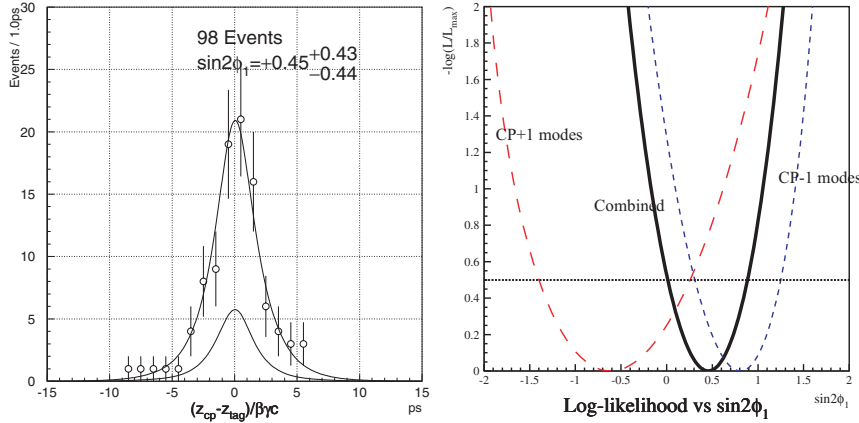 Events / 1.0ps
30
25
20
15
10
5
0
98 Events
sin2ϕ1=+0.45+0.43
−0.44
-15 -10 -5 0 5 10 15
(zcp-ztag)/βγc ps
-log(L/Lmax)
2
1.8
1.6
1.4
1.2
1
0.8
0.6
0.4
0.2
0
CP+1 modes
CP-1 modes
Combined
-2 -1.5 -1 -0.5 0 0.5 1 1.5 2
sin2ϕ1
Log-likelihood vs sin2ϕ1